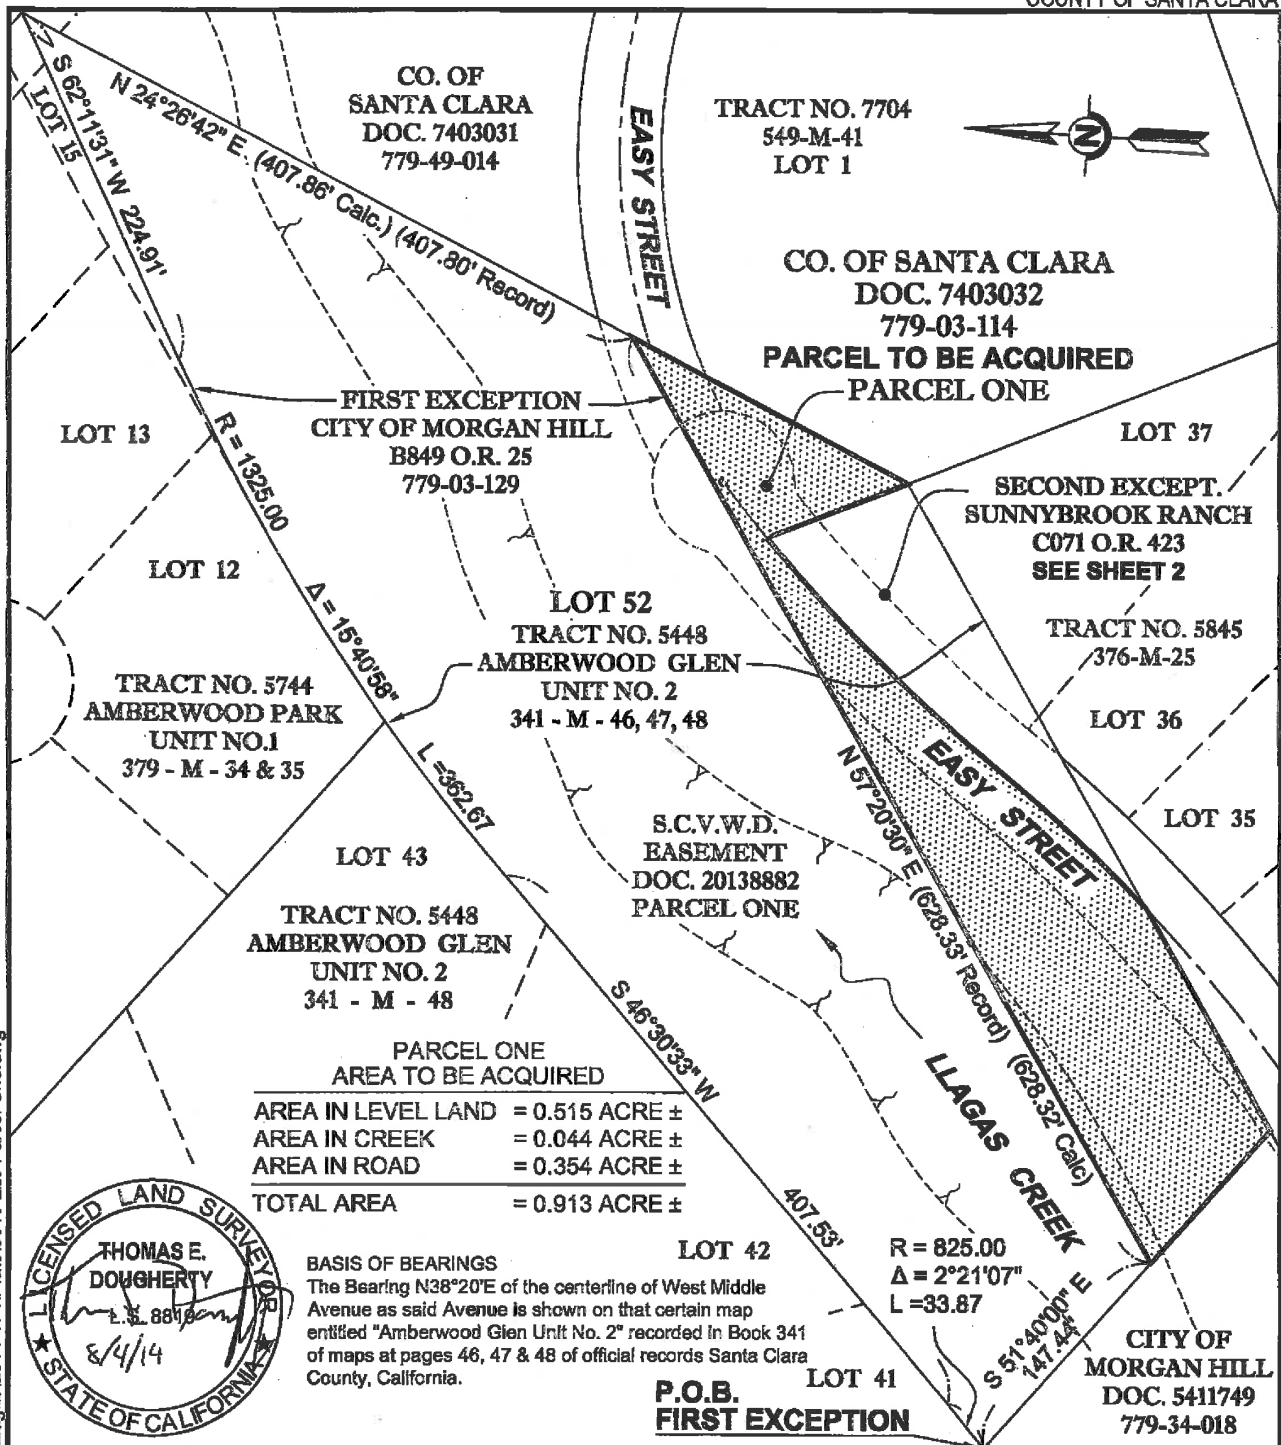 COUNTY OF SANTA CLARA
S 62°11'31" W 224.91'
LOT 15
N 24°26'42" E (407.86' Calc.) (407.80' Record)
CO. OF
SANTA CLARA
DOC. 7403031
779-49-014
EASY STREET
TRACT NO. 7704
549-M-41
LOT 1
N
CO. OF SANTA CLARA
DOC. 7403032
779-03-114
PARCEL TO BE ACQUIRED
PARCEL ONE
LOT 13
FIRST EXCEPTION
CITY OF MORGAN HILL
B849 O.R. 25
779-03-129
LOT 37
SECOND EXCEPT.
SUNNYBROOK RANCH
C071 O.R. 423
SEE SHEET 2
R = 1325.00
Δ = 15°40'58"
L =362.67
LOT 12
LOT 52
TRACT NO. 5448
AMBERWOOD GLEN
UNIT NO. 2
341 - M - 46, 47, 48
TRACT NO. 5845
376-M-25
LOT 36
TRACT NO. 5744
AMBERWOOD PARK
UNIT NO.1
379 - M - 34 & 35
EASY STREET
N 57°20'30" E (628.33' Record) (628.32' Calc)
LOT 35
S.C.V.W.D.
EASEMENT
DOC. 20138882
PARCEL ONE
LOT 43
TRACT NO. 5448
AMBERWOOD GLEN
UNIT NO. 2
341 - M - 48
S 46°30'33" W
407.53'
LLAGAS CREEK
PARCEL ONE
AREA TO BE ACQUIRED
AREA IN LEVEL LAND = 0.515 ACRE ±
AREA IN CREEK = 0.044 ACRE ±
AREA IN ROAD = 0.354 ACRE ±
TOTAL AREA = 0.913 ACRE ±
LICENSED LAND SURVEYOR
THOMAS E.
DOUGHERTY
L.S. 8819
8/4/14
STATE OF CALIFORNIA
BASIS OF BEARINGS
The Bearing N38°20'E of the centerline of West Middle
Avenue as said Avenue is shown on that certain map
entitled "Amberwood Glen Unit No. 2" recorded in Book 341
of maps at pages 46, 47 & 48 of official records Santa Clara
County, California.
LOT 42
R = 825.00
Δ = 2°21'07"
L =33.87
S 51°40'00" E
147.44'
LOT 41
P.O.B.
FIRST EXCEPTION
CITY OF
MORGAN HILL
DOC. 5411749
779-34-018